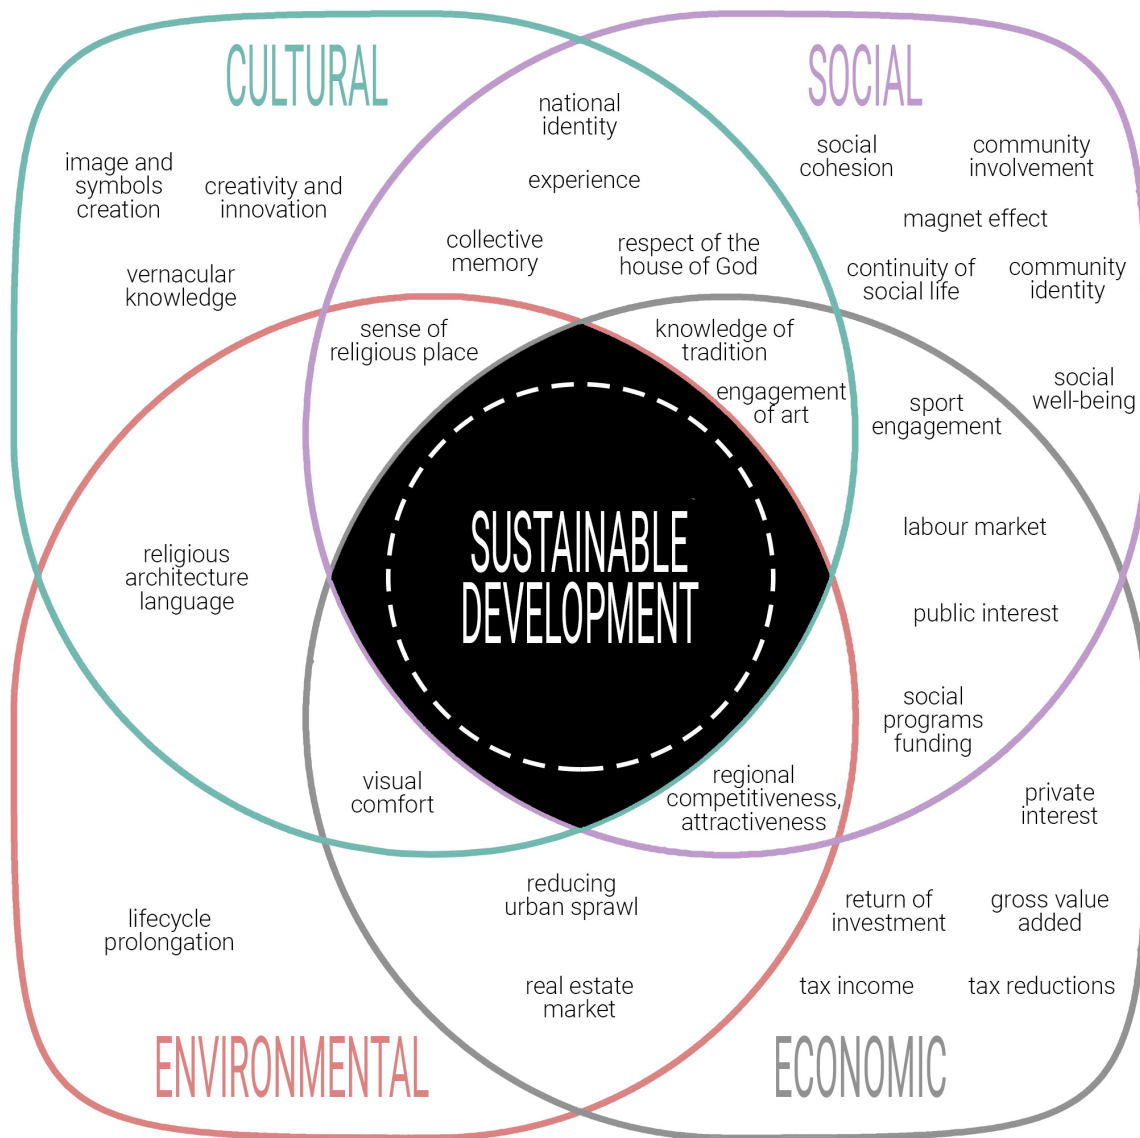 CULTURAL
SOCIAL
national
identity
experience
collective
memory
respect of the
house of God
image and
symbols
creation
creativity and
innovation
vernacular
knowledge
social
cohesion
community
involvement
magnet effect
continuity of
social life
community
identity
social
well-being
sense of
religious place
knowledge of
tradition
engagement
of art
sport
engagement
labour market
public interest
social
programs
funding
religious
architecture
language
SUSTAINABLE
DEVELOPMENT
visual
comfort
regional
competitiveness,
attractiveness
private
interest
reducing
urban sprawl
real estate
market
lifecycle
prolongation
return of
investment
gross value
added
tax income
tax reductions
ENVIRONMENTAL
ECONOMIC